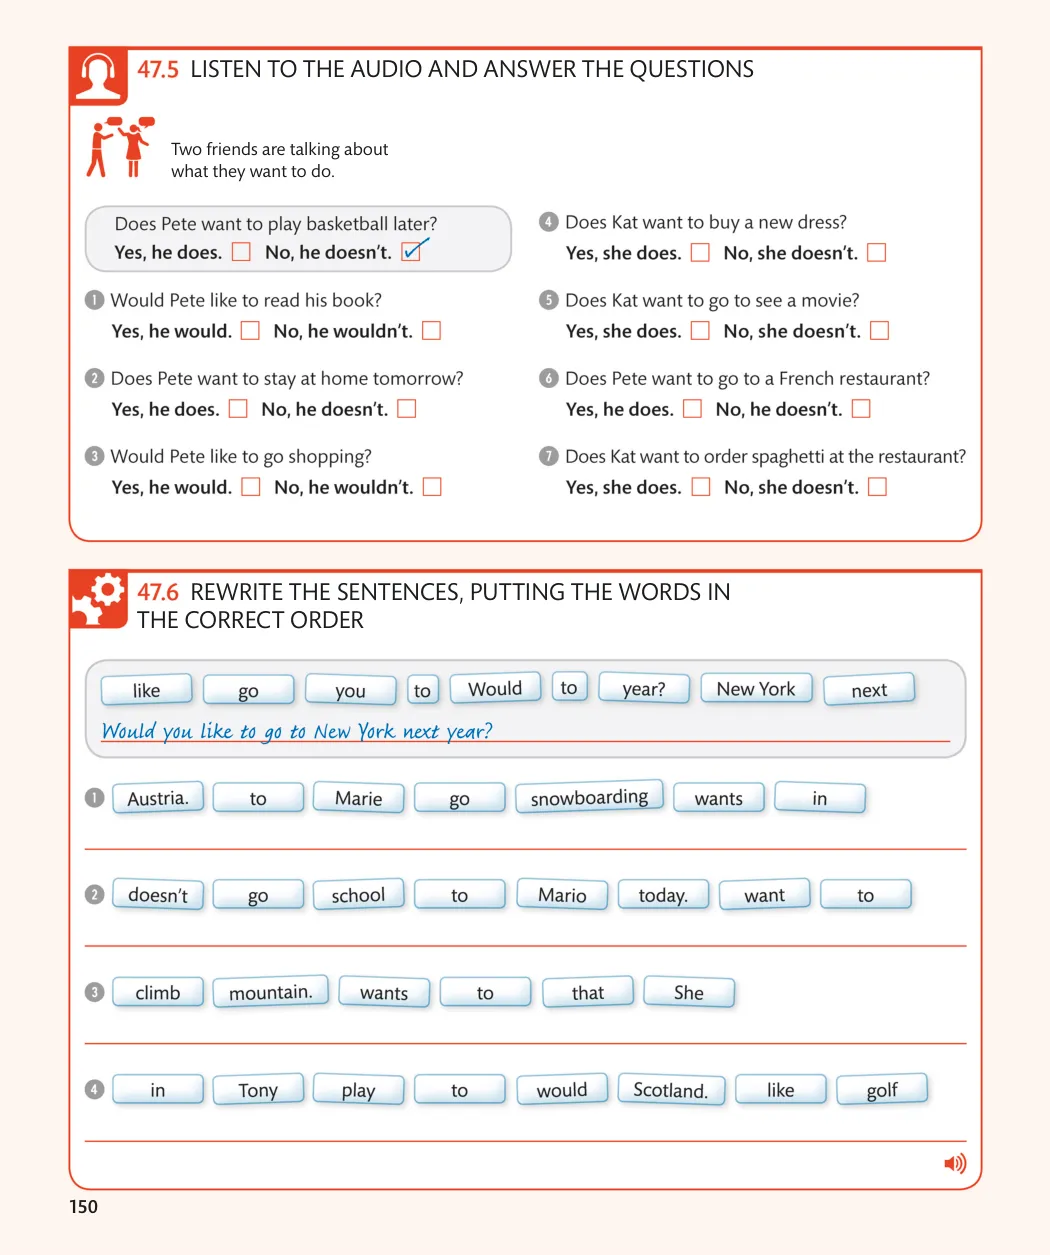 47.5 LISTEN TO THE AUDIO AND ANSWER THE QUESTIONS
Two friends are talking about
what they want to do.
Does Pete want to play basketball later?
Yes, he does. No, he doesn't.
1 Would Pete like to read his book?
Yes, he would. No, he wouldn't.
2 Does Pete want to stay at home tomorrow?
Yes, he does. No, he doesn't.
3 Would Pete like to go shopping?
Yes, he would. No, he wouldn't.
4 Does Kat want to buy a new dress?
Yes, she does. No, she doesn't.
5 Does Kat want to go to see a movie?
Yes, she does. No, she doesn't.
6 Does Pete want to go to a French restaurant?
Yes, he does. No, he doesn't.
7 Does Kat want to order spaghetti at the restaurant?
Yes, she does. No, she doesn't.
47.6 REWRITE THE SENTENCES, PUTTING THE WORDS IN
THE CORRECT ORDER
like go you to Would to year? New York next
Would you like to go to New York next year?
1 Austria. to Marie go snowboarding wants in
2 doesn't go school to Mario today. want to
3 climb mountain. wants to that She
4 in Tony play to would Scotland. like golf
150